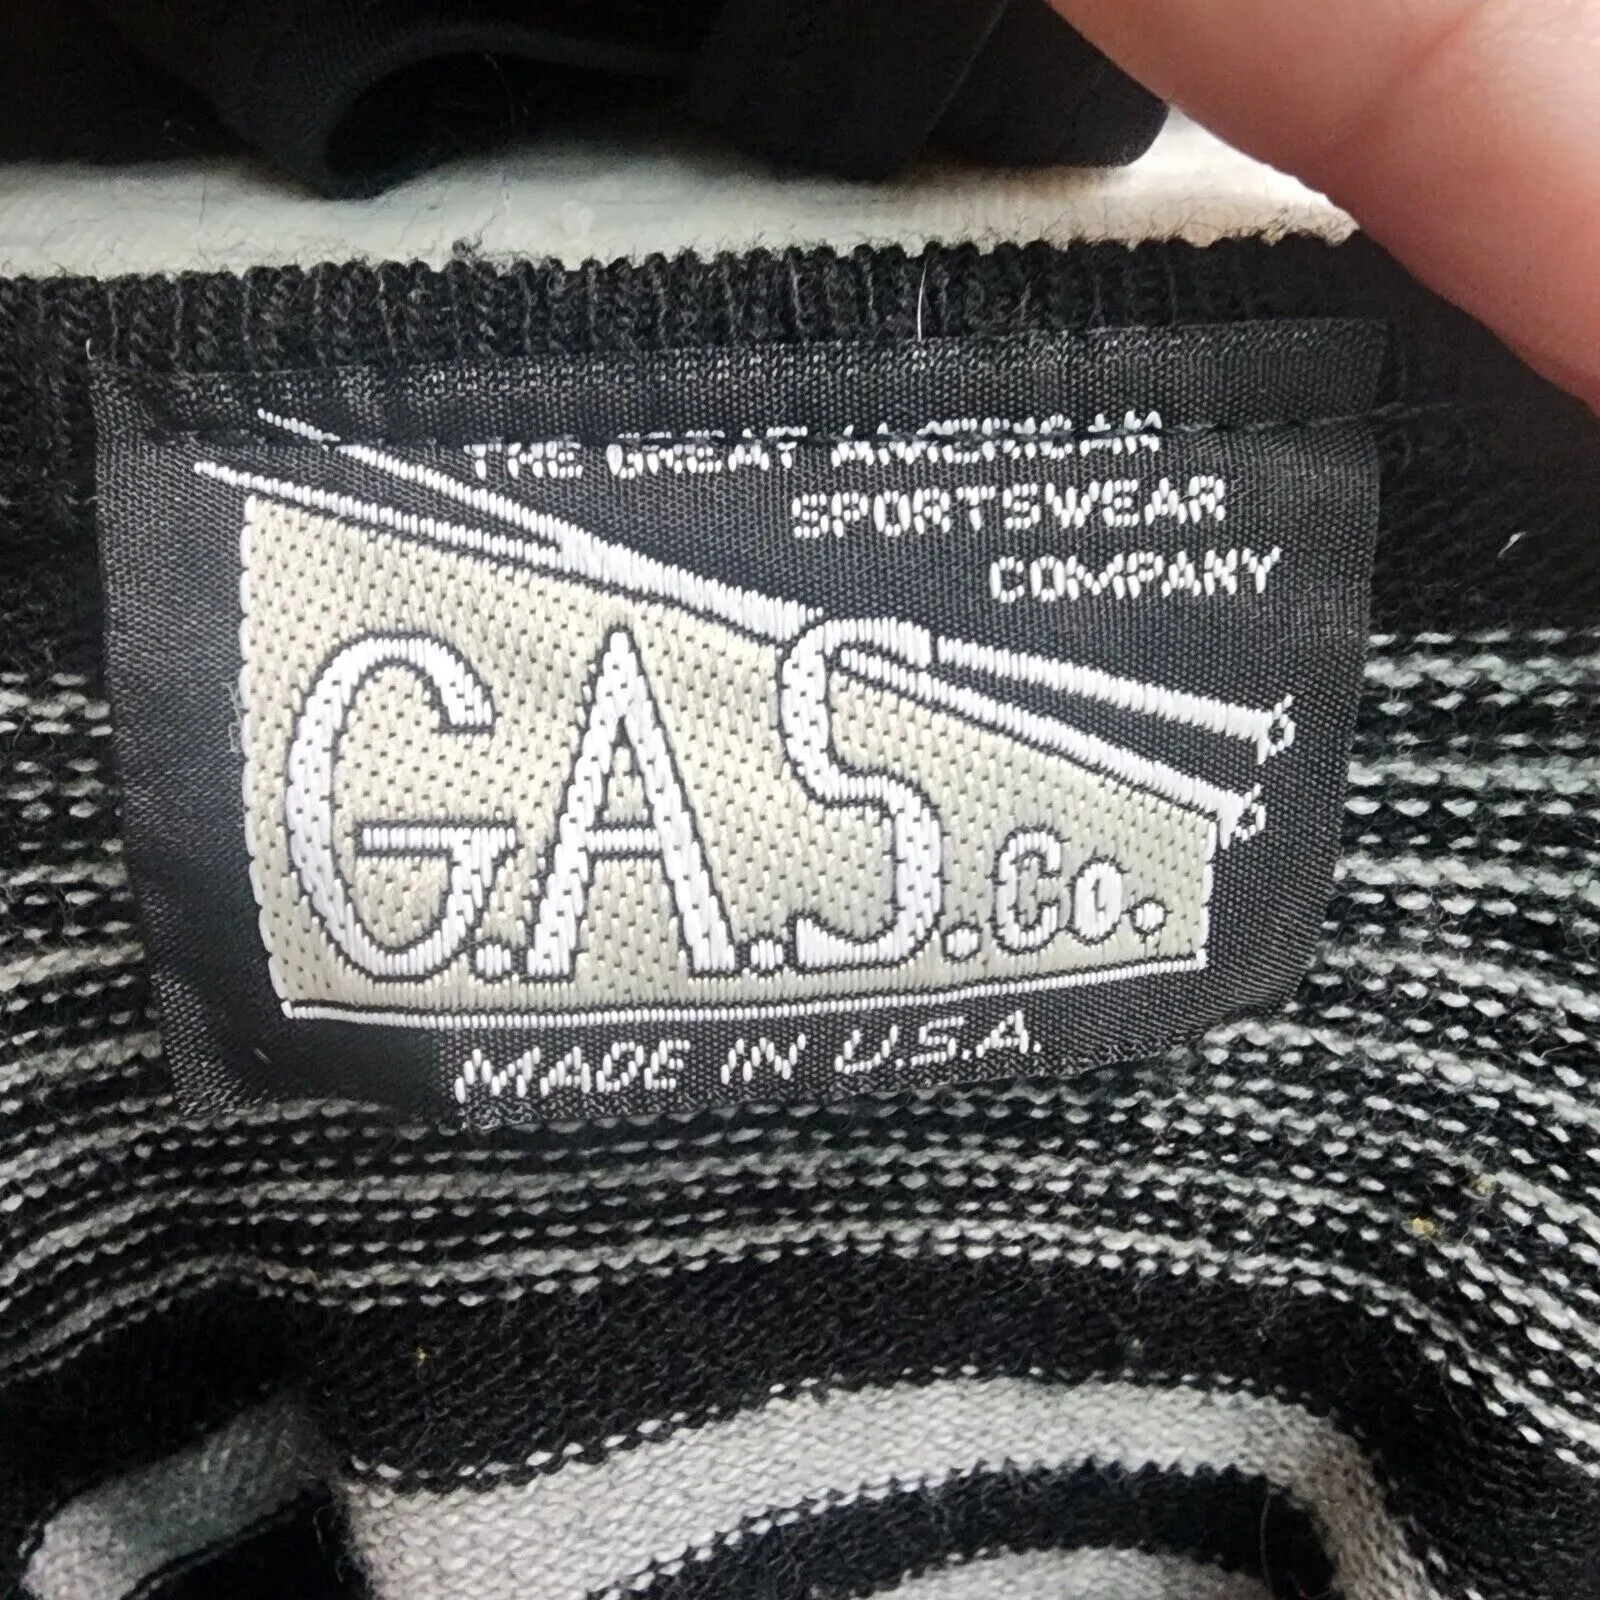 THE GREAT AMERICAN
SPORTSWEAR
COMPANY
G.A.S. Co.
MADE IN U.S.A.